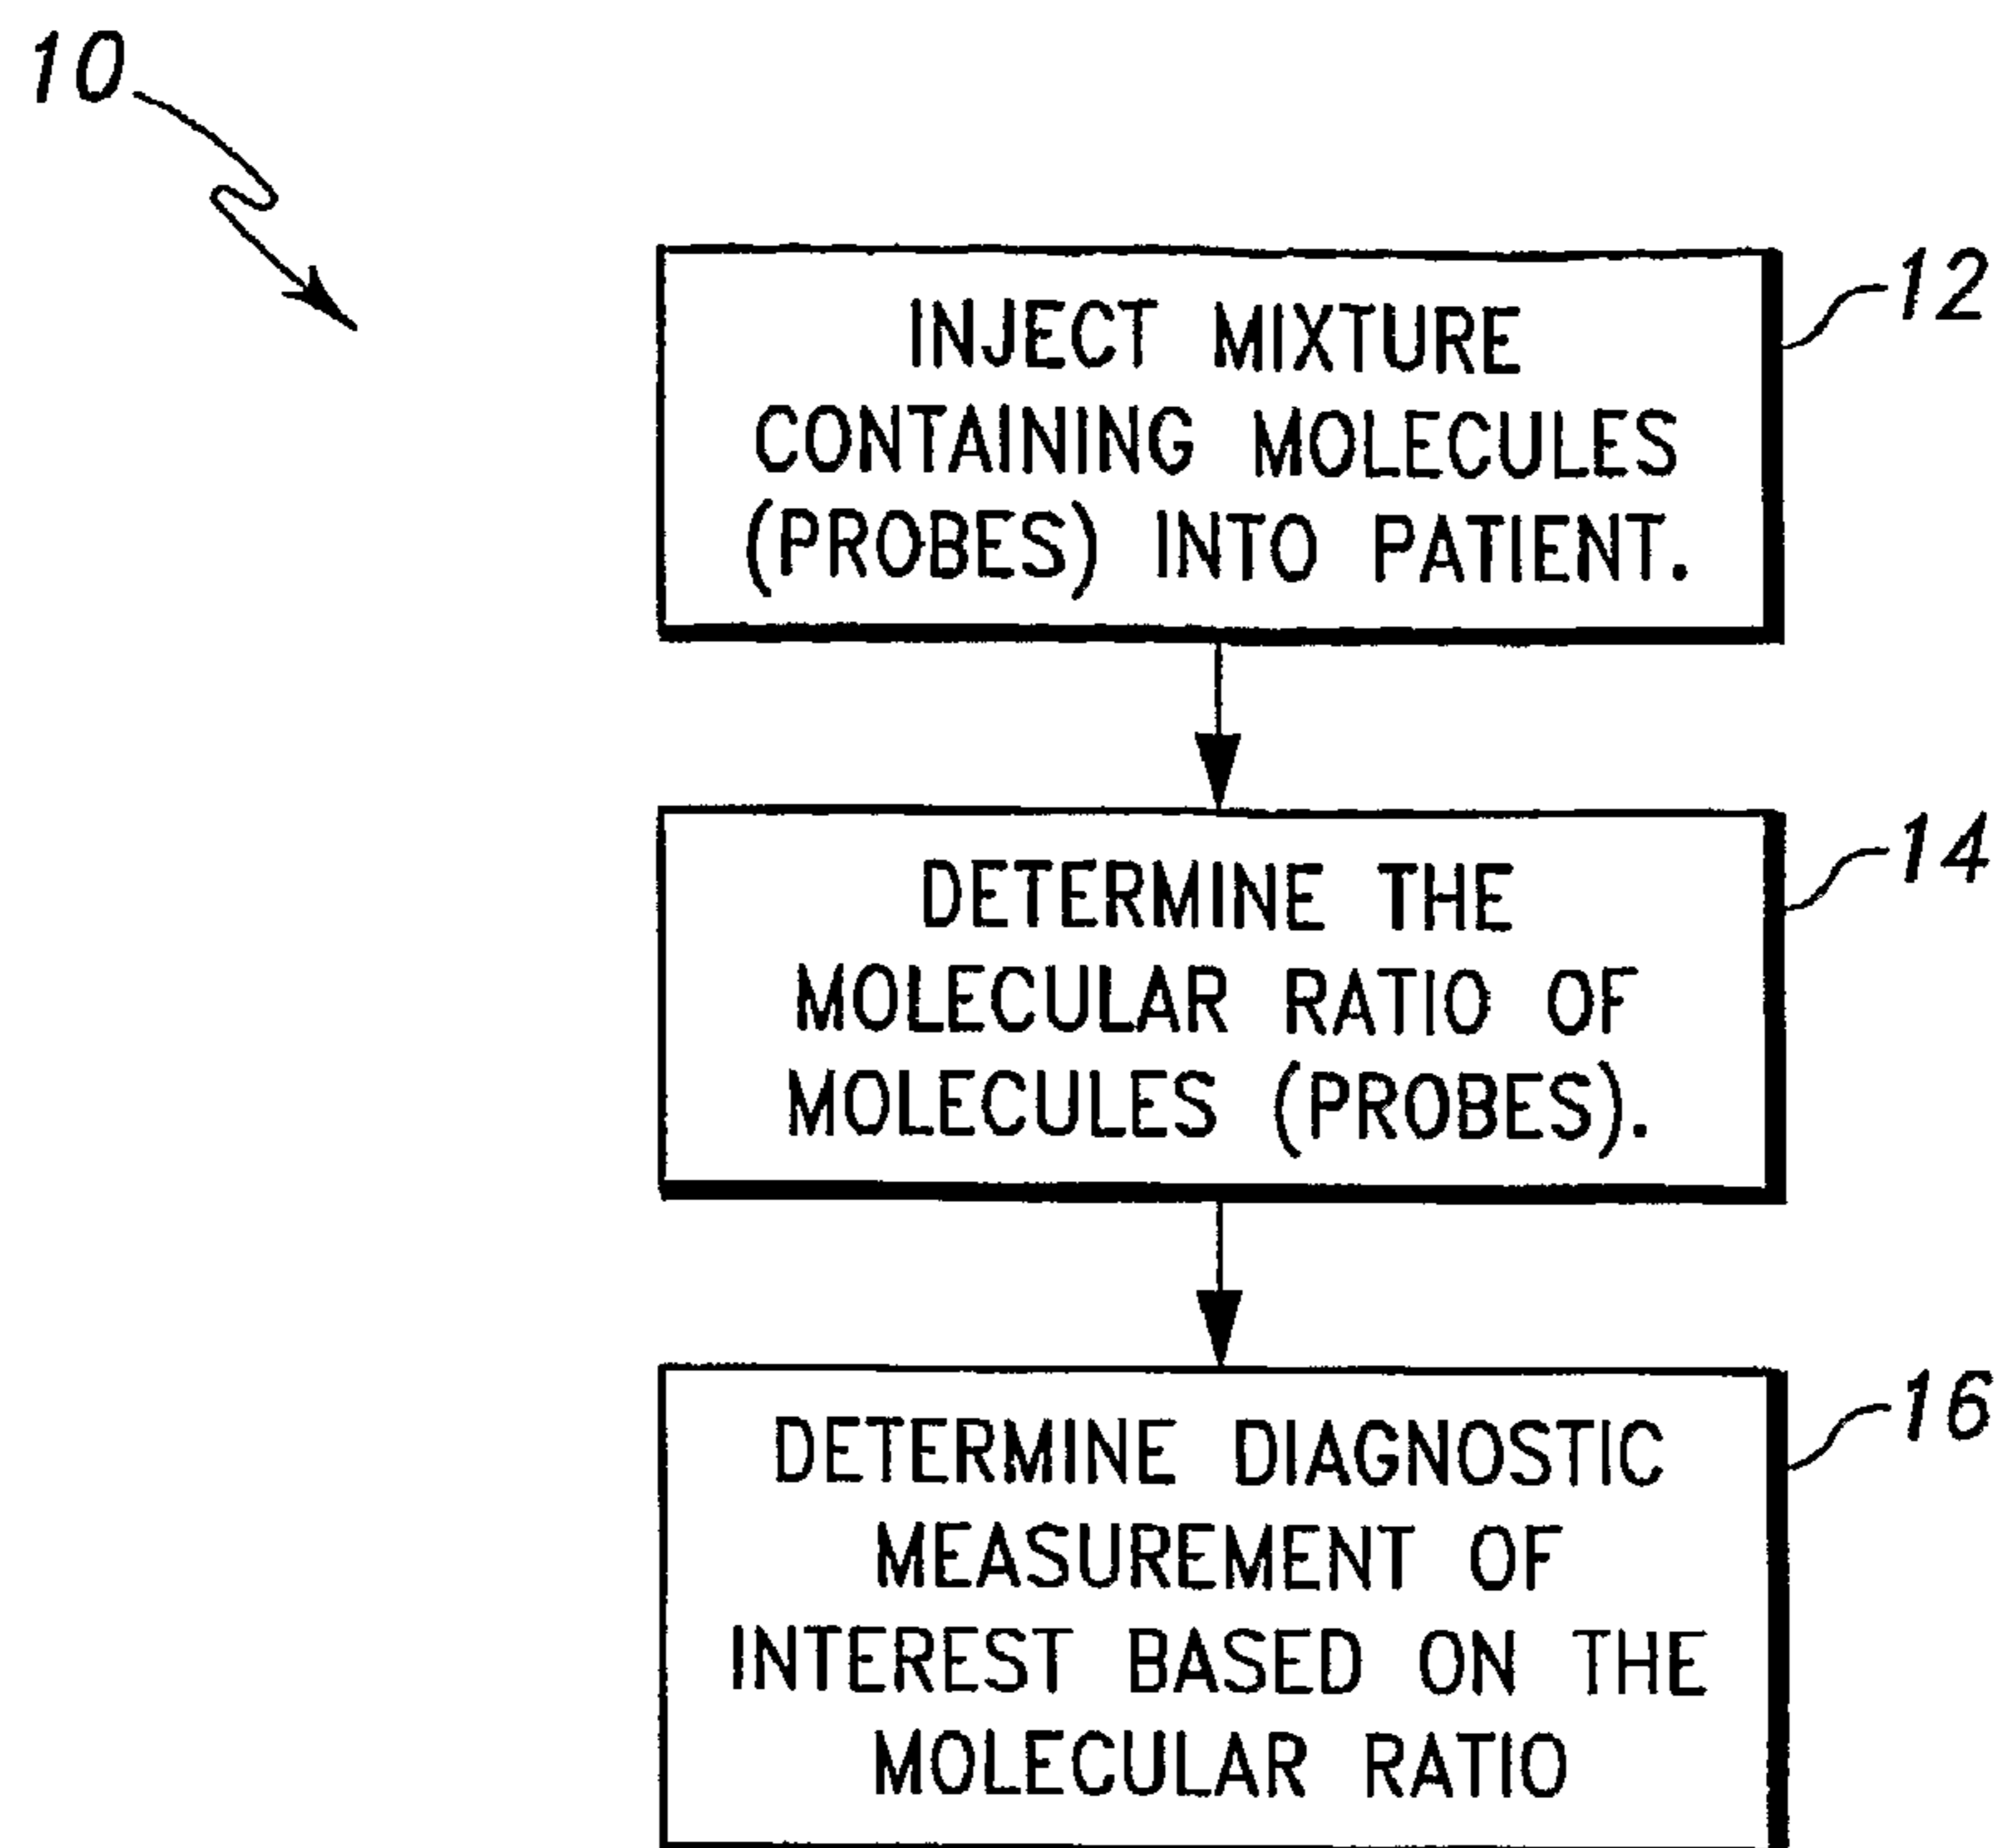 10
INJECT MIXTURE
CONTAINING MOLECULES
(PROBES) INTO PATIENT.
12
DETERMINE THE
MOLECULAR RATIO OF
MOLECULES (PROBES).
14
DETERMINE DIAGNOSTIC
MEASUREMENT OF
INTEREST BASED ON THE
MOLECULAR RATIO
16